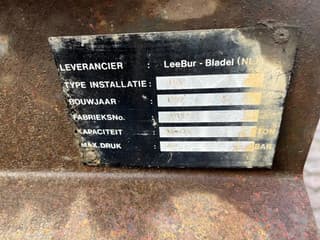 LEVERANCIER : LeeBur - Bladel (NL)
TYPE INSTALLATIE :
BOUWJAAR :
FABRIEKSNo. :
KAPACITEIT : TON
MAX. DRUK : BAR